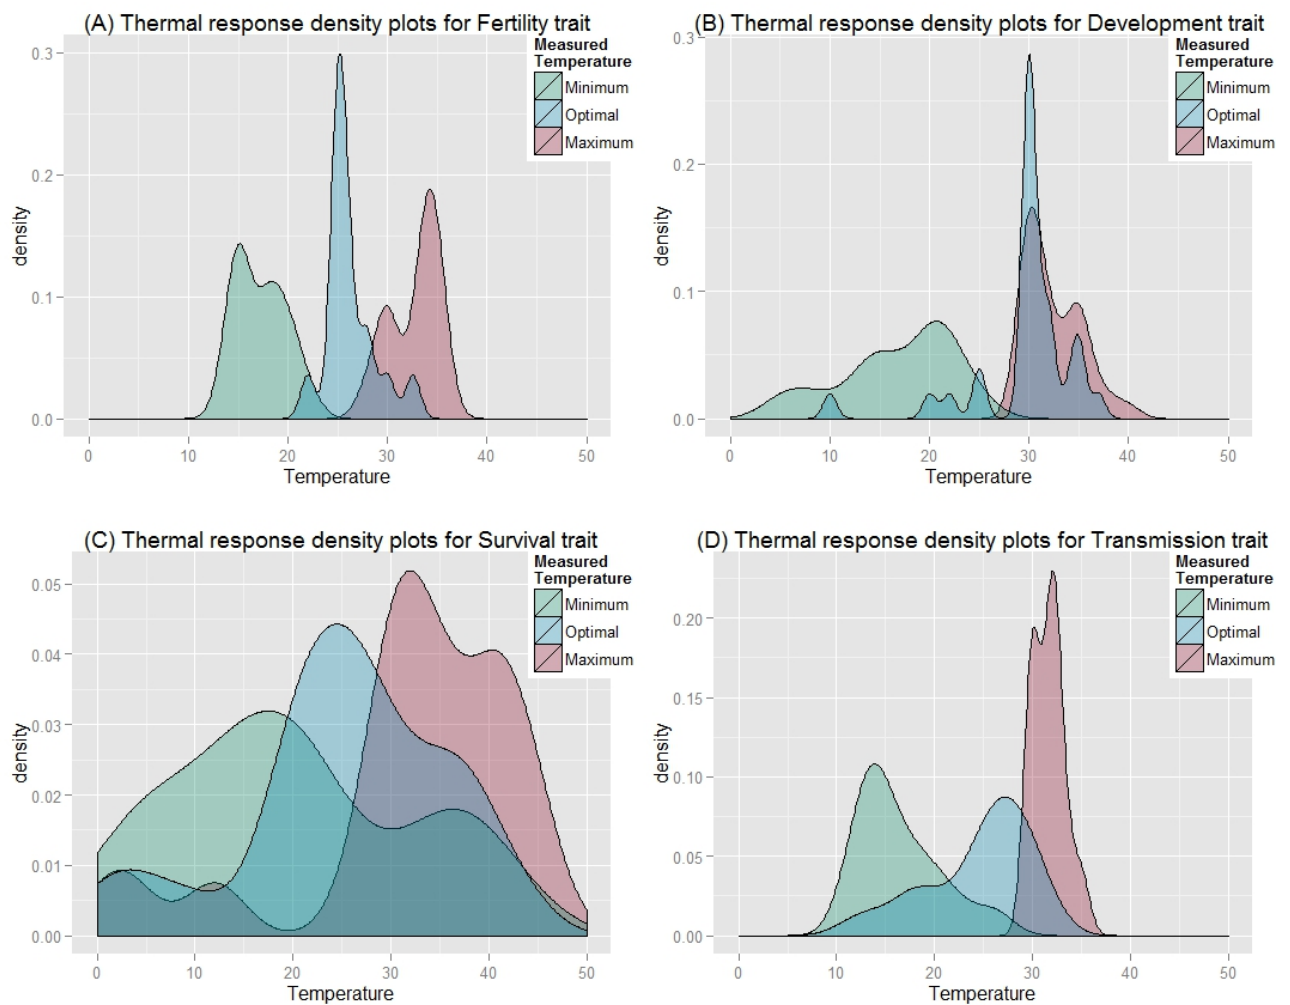 (A) Thermal response density plots for Fertility trait
Measured
Temperature
Minimum
Optimal
Maximum
0.3
0.2
0.1
0.0
density
0 10 20 30 40 50
Temperature
(B) Thermal response density plots for Development trait
Measured
Temperature
Minimum
Optimal
Maximum
0.3
0.2
0.1
0.0
density
0 10 20 30 40 50
Temperature
(C) Thermal response density plots for Survival trait
Measured
Temperature
Minimum
Optimal
Maximum
0.05
0.04
0.03
0.02
0.01
0.00
density
0 10 20 30 40 50
Temperature
(D) Thermal response density plots for Transmission trait
Measured
Temperature
Minimum
Optimal
Maximum
0.20
0.15
0.10
0.05
0.00
density
0 10 20 30 40 50
Temperature